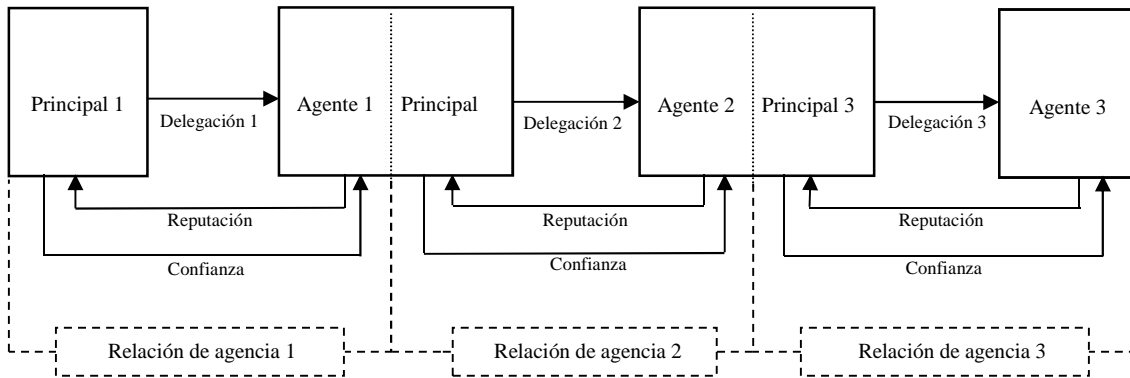 Principal 1
Delegación 1
Agente 1
Principal
Delegación 2
Agente 2
Principal 3
Delegación 3
Agente 3
Reputación
Confianza
Reputación
Confianza
Reputación
Confianza
Relación de agencia 1
Relación de agencia 2
Relación de agencia 3